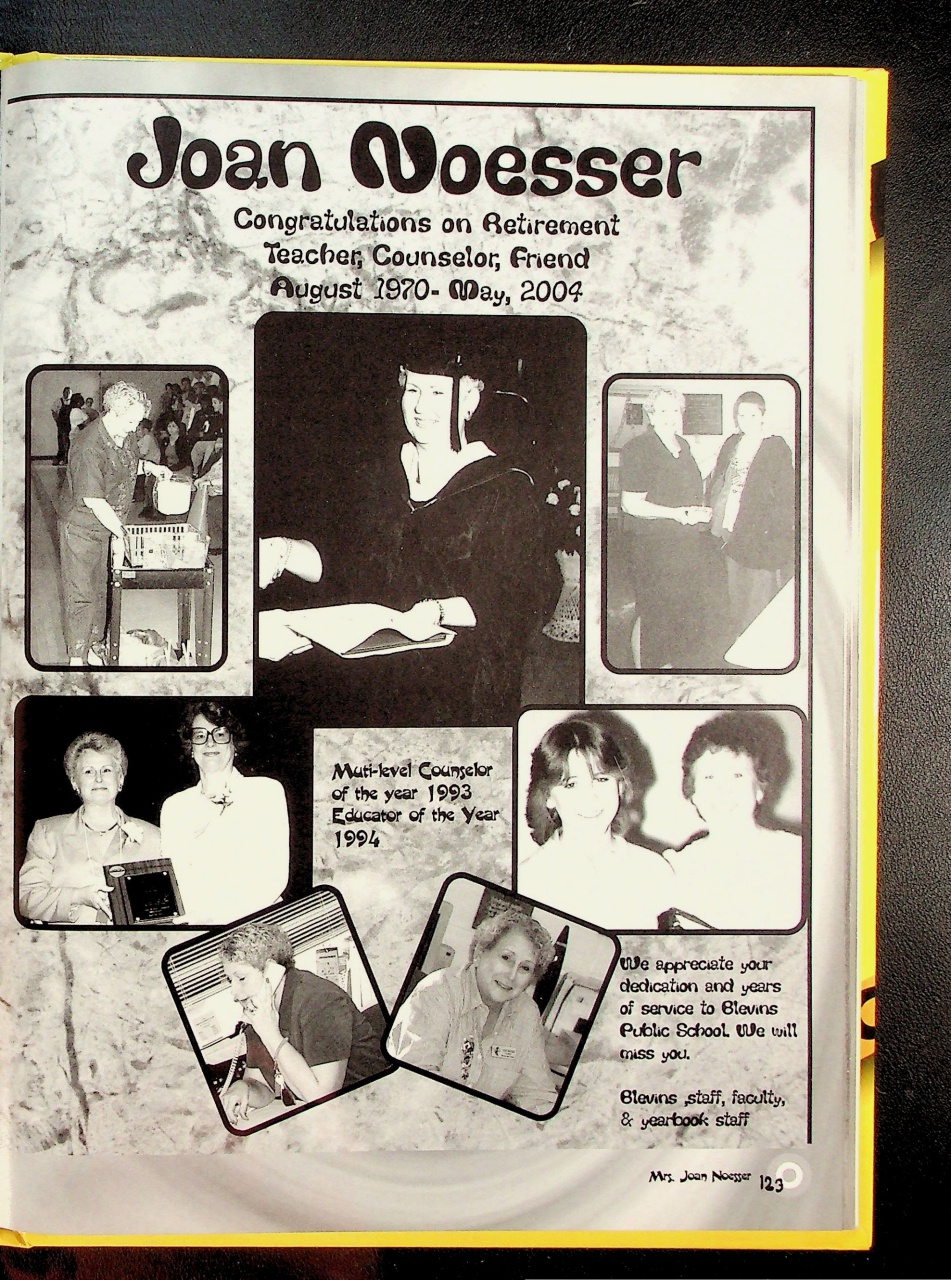 Joan Noesser
Congratulations on Retirement
Teacher, Counselor, Friend
August 1970- May, 2004
Muti-level Counselor
of the year 1993
Educator of the Year
1994
We appreciate your
dedication and years
of service to Blevins
Public School. We will
miss you.
Blevins ,staff, faculty,
& yearbook staff
Mrs. Joan Noesser 123